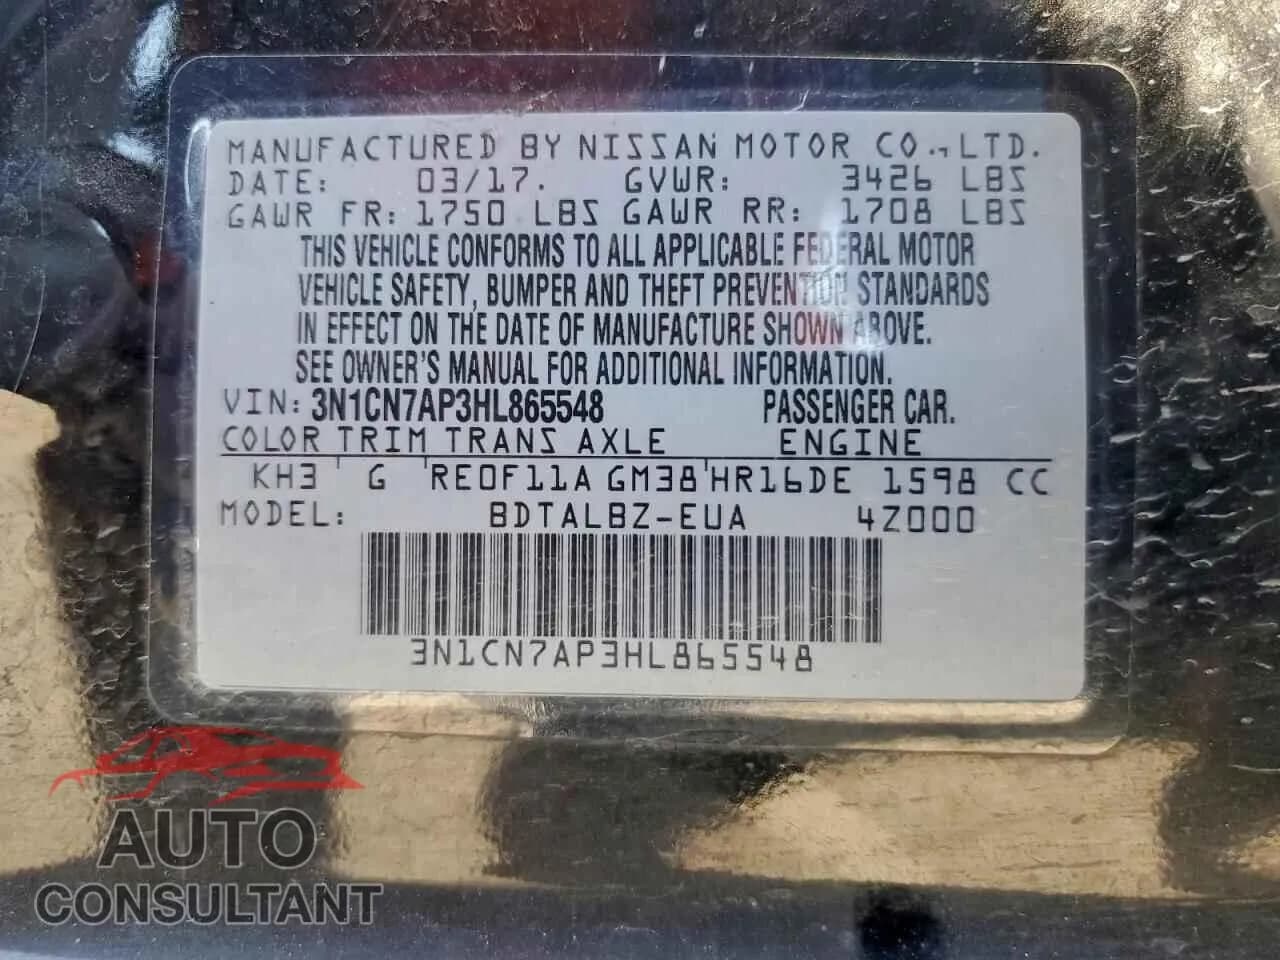 MANUFACTURED BY NISSAN MOTOR CO., LTD.
DATE: 03/17. GVWR: 3426 LBS
GAWR FR: 1750 LBS GAWR RR: 1708 LBS
THIS VEHICLE CONFORMS TO ALL APPLICABLE FEDERAL MOTOR
VEHICLE SAFETY, BUMPER AND THEFT PREVENTION STANDARDS
IN EFFECT ON THE DATE OF MANUFACTURE SHOWN ABOVE.
SEE OWNER'S MANUAL FOR ADDITIONAL INFORMATION.
VIN: 3N1CN7AP3HL865548 PASSENGER CAR.
COLOR TRIM TRANS AXLE ENGINE
KH3 G RE0F11A GM38 HR16DE 1598 CC
MODEL: BDTALBZ-EUA 4Z000
3N1CN7AP3HL865548
AUTO
CONSULTANT